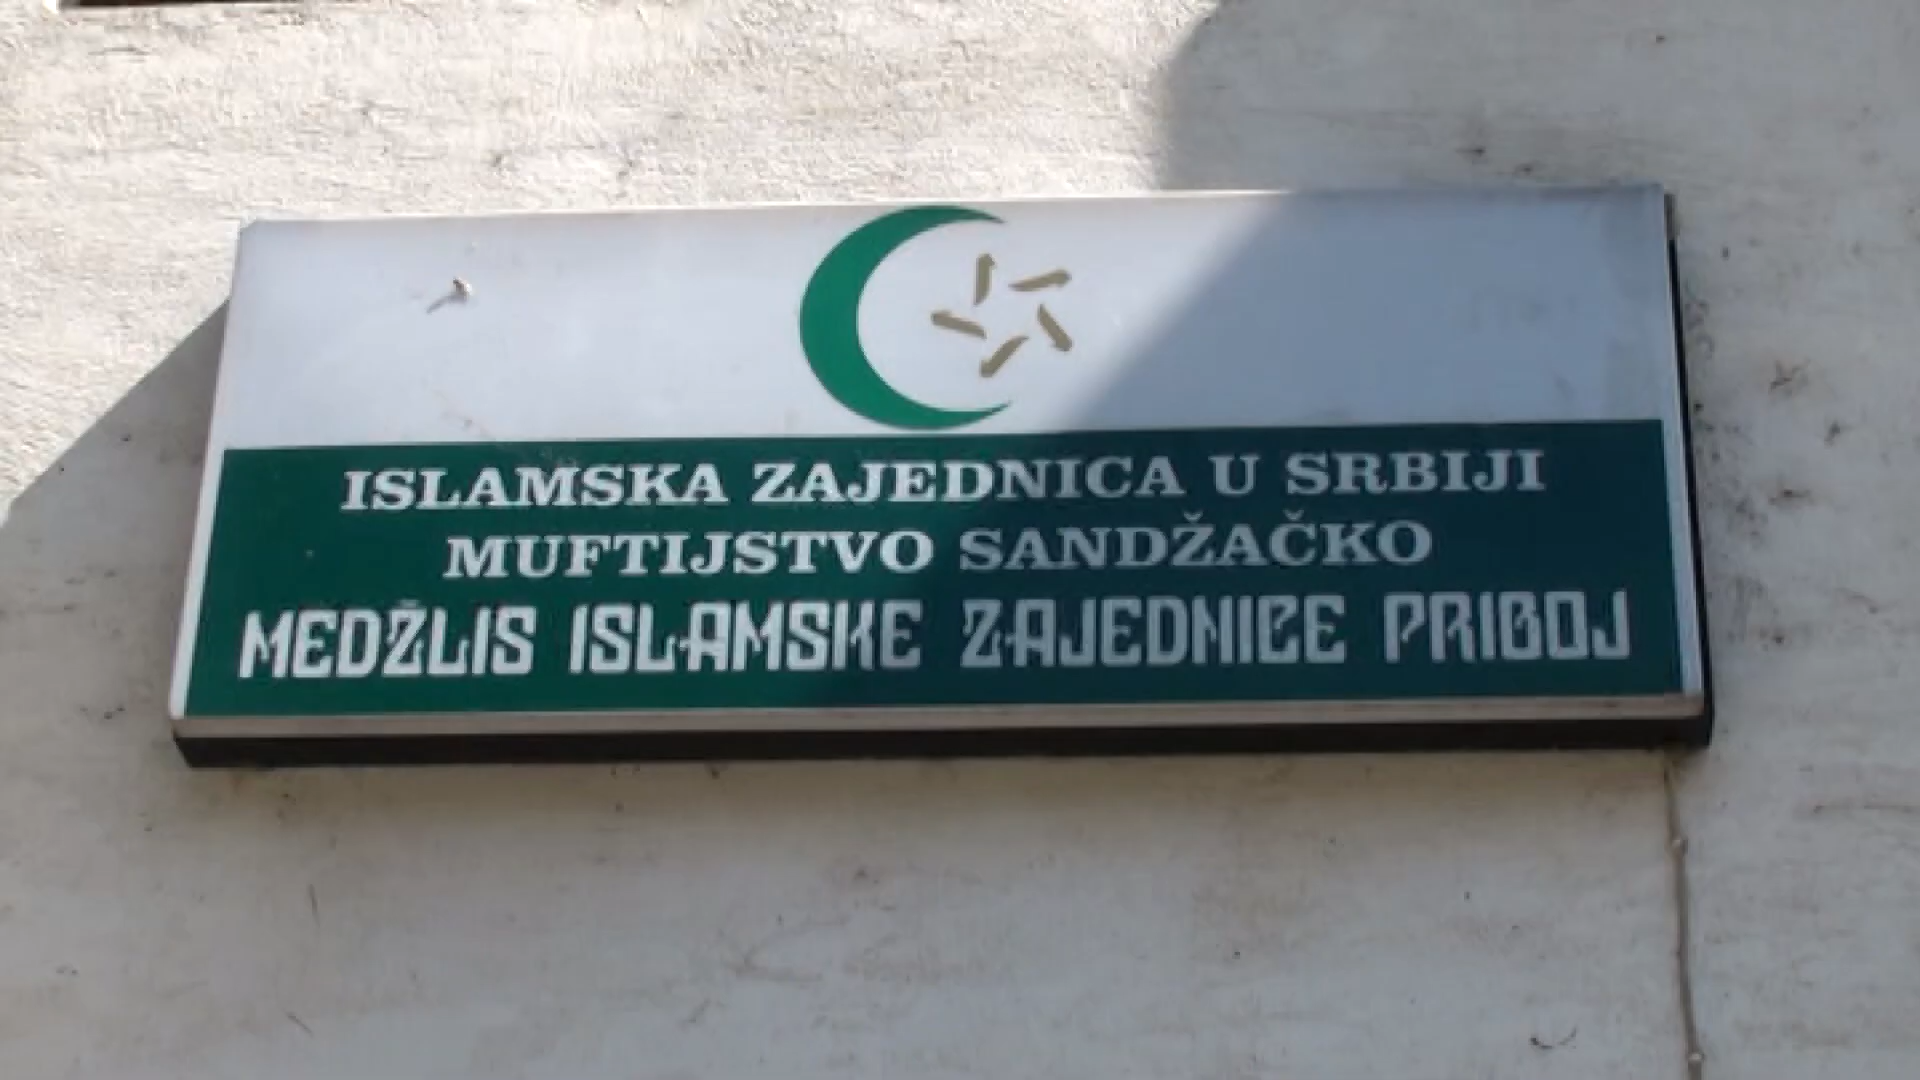 ISLAMSKA ZAJEDNICA U SRBIJI
MUFTIJSTVO SANDŽAČKO
MEDŽLIS ISLAMSKE ZAJEDNICE PRIBOJ